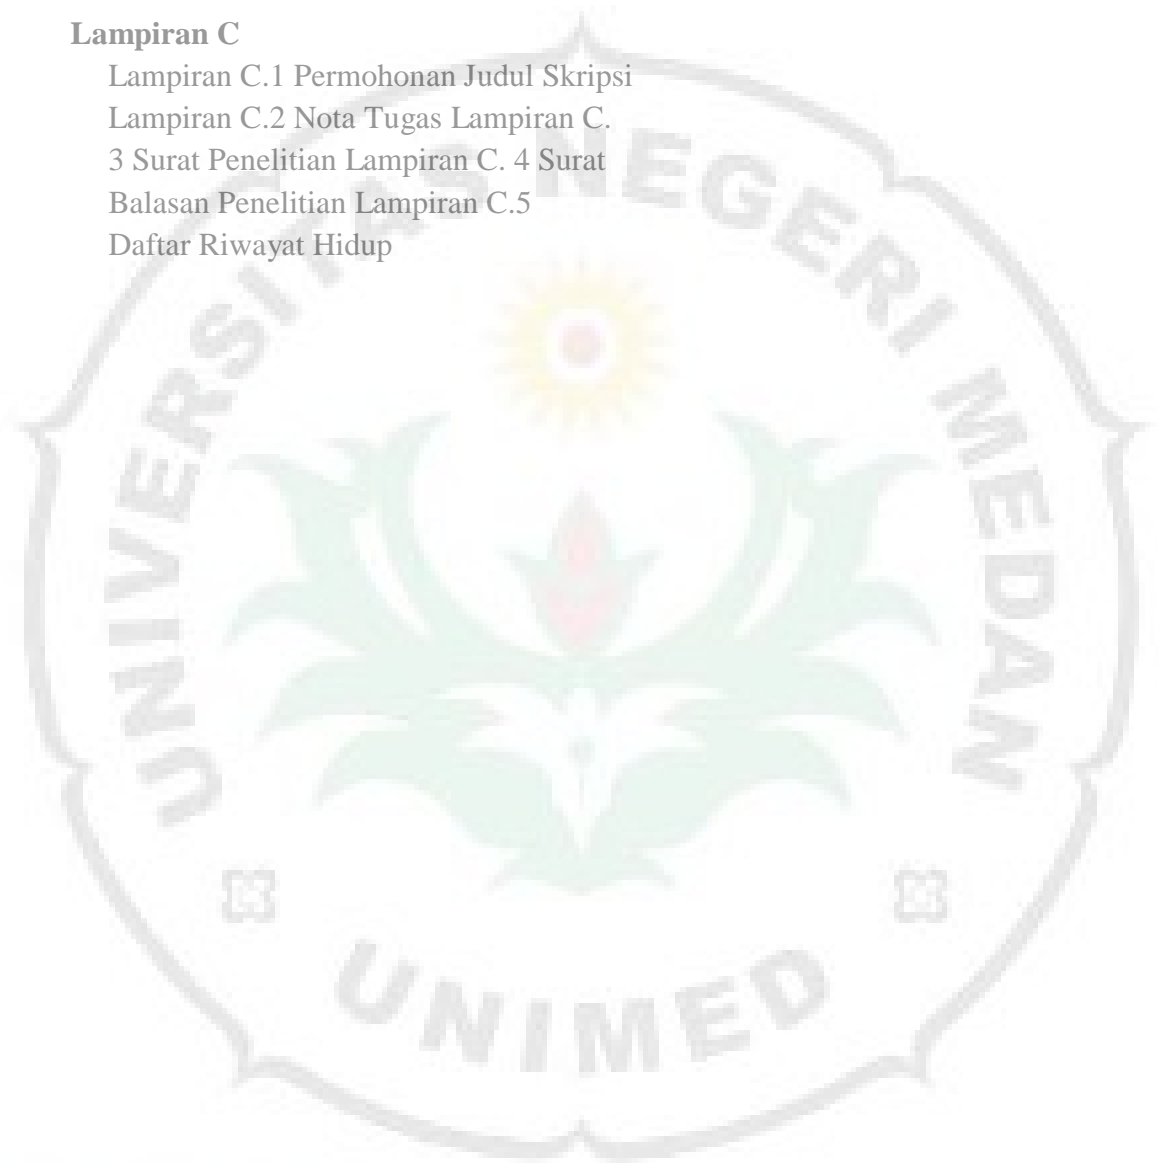 Lampiran C
Lampiran C.1 Permohonan Judul Skripsi
Lampiran C.2 Nota Tugas Lampiran C.
3 Surat Penelitian Lampiran C. 4 Surat
Balasan Penelitian Lampiran C.5
Daftar Riwayat Hidup
UNIVERSITAS NEGERI MEDAN
UNIMED